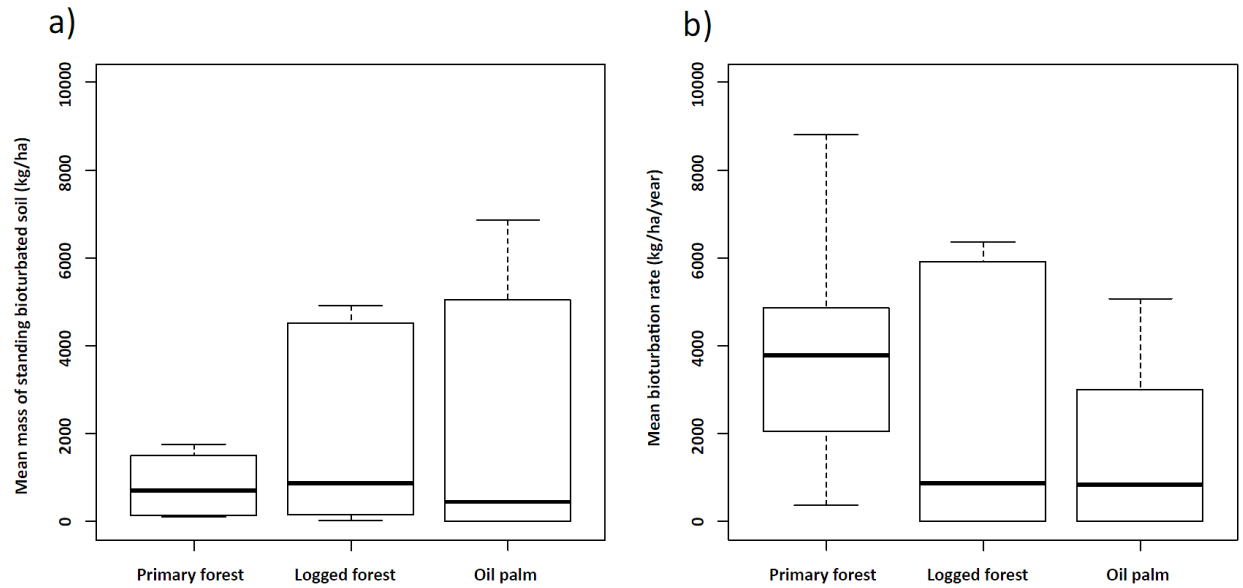 a)
Mean mass of standing bioturbated soil (kg/ha)
10000
8000
6000
4000
2000
0
Primary forest Logged forest Oil palm
b)
Mean bioturbation rate (kg/ha/year)
10000
8000
6000
4000
2000
0
Primary forest Logged forest Oil palm